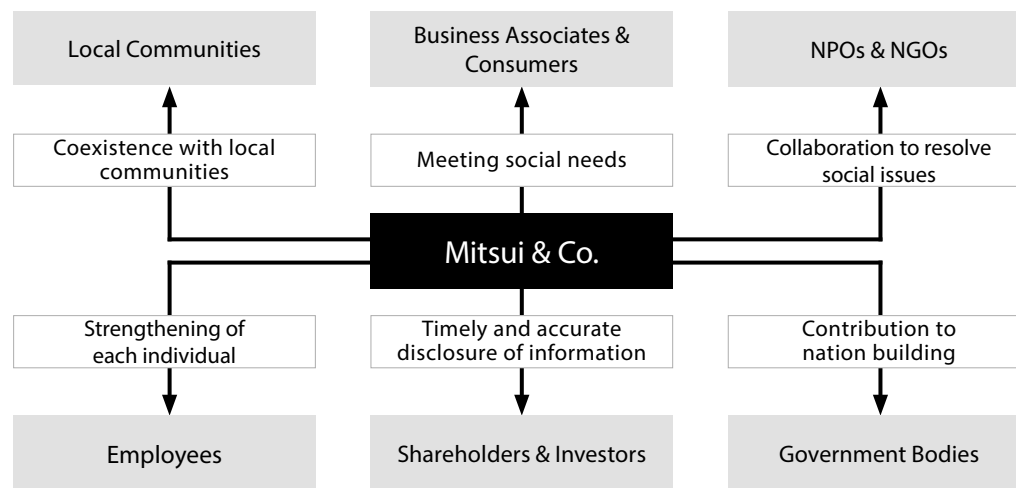 Local Communities
Business Associates &
Consumers
NPOs & NGOs
Coexistence with local
communities
Meeting social needs
Collaboration to resolve
social issues
Mitsui & Co.
Strengthening of
each individual
Timely and accurate
disclosure of information
Contribution to
nation building
Employees
Shareholders & Investors
Government Bodies